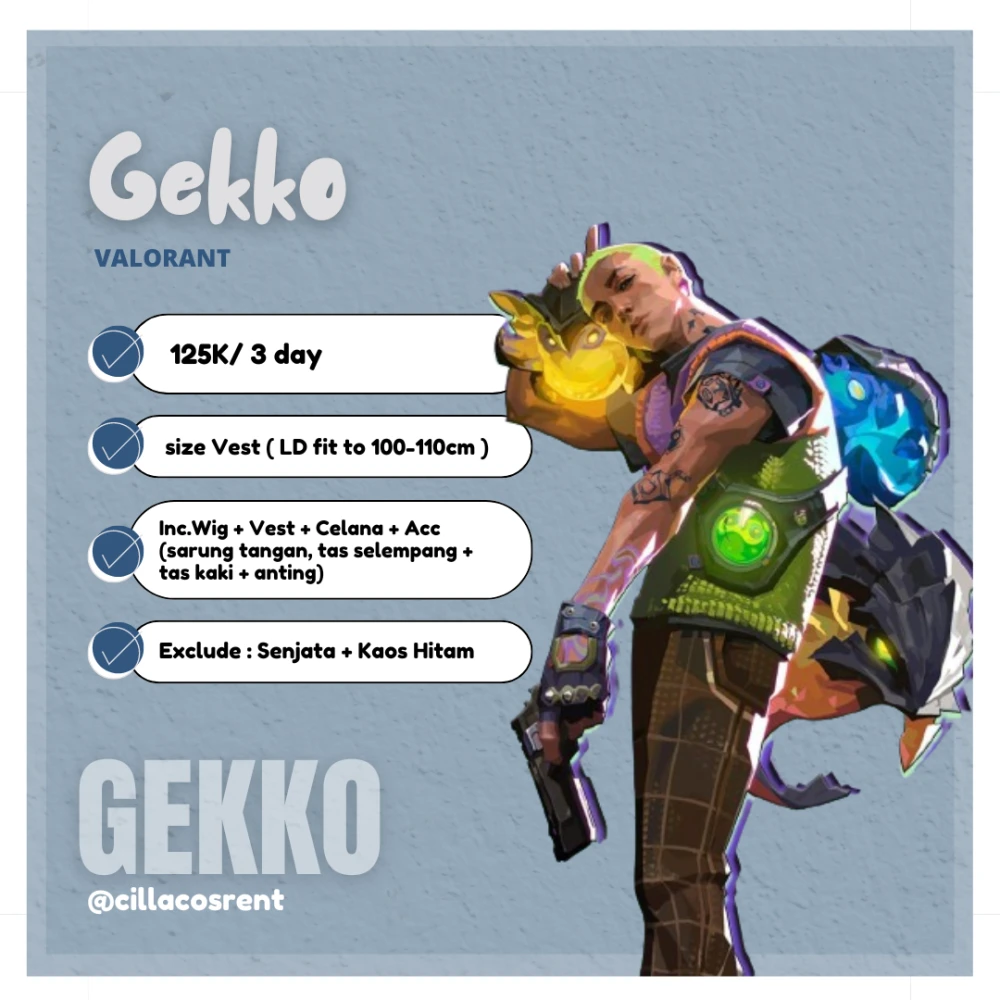 Gekko
VALORANT
125K/ 3 day
size Vest ( LD fit to 100-110cm )
Inc.Wig + Vest + Celana + Acc
(sarung tangan, tas selempang +
tas kaki + anting)
Exclude : Senjata + Kaos Hitam
GEKKO
@cillacosrent